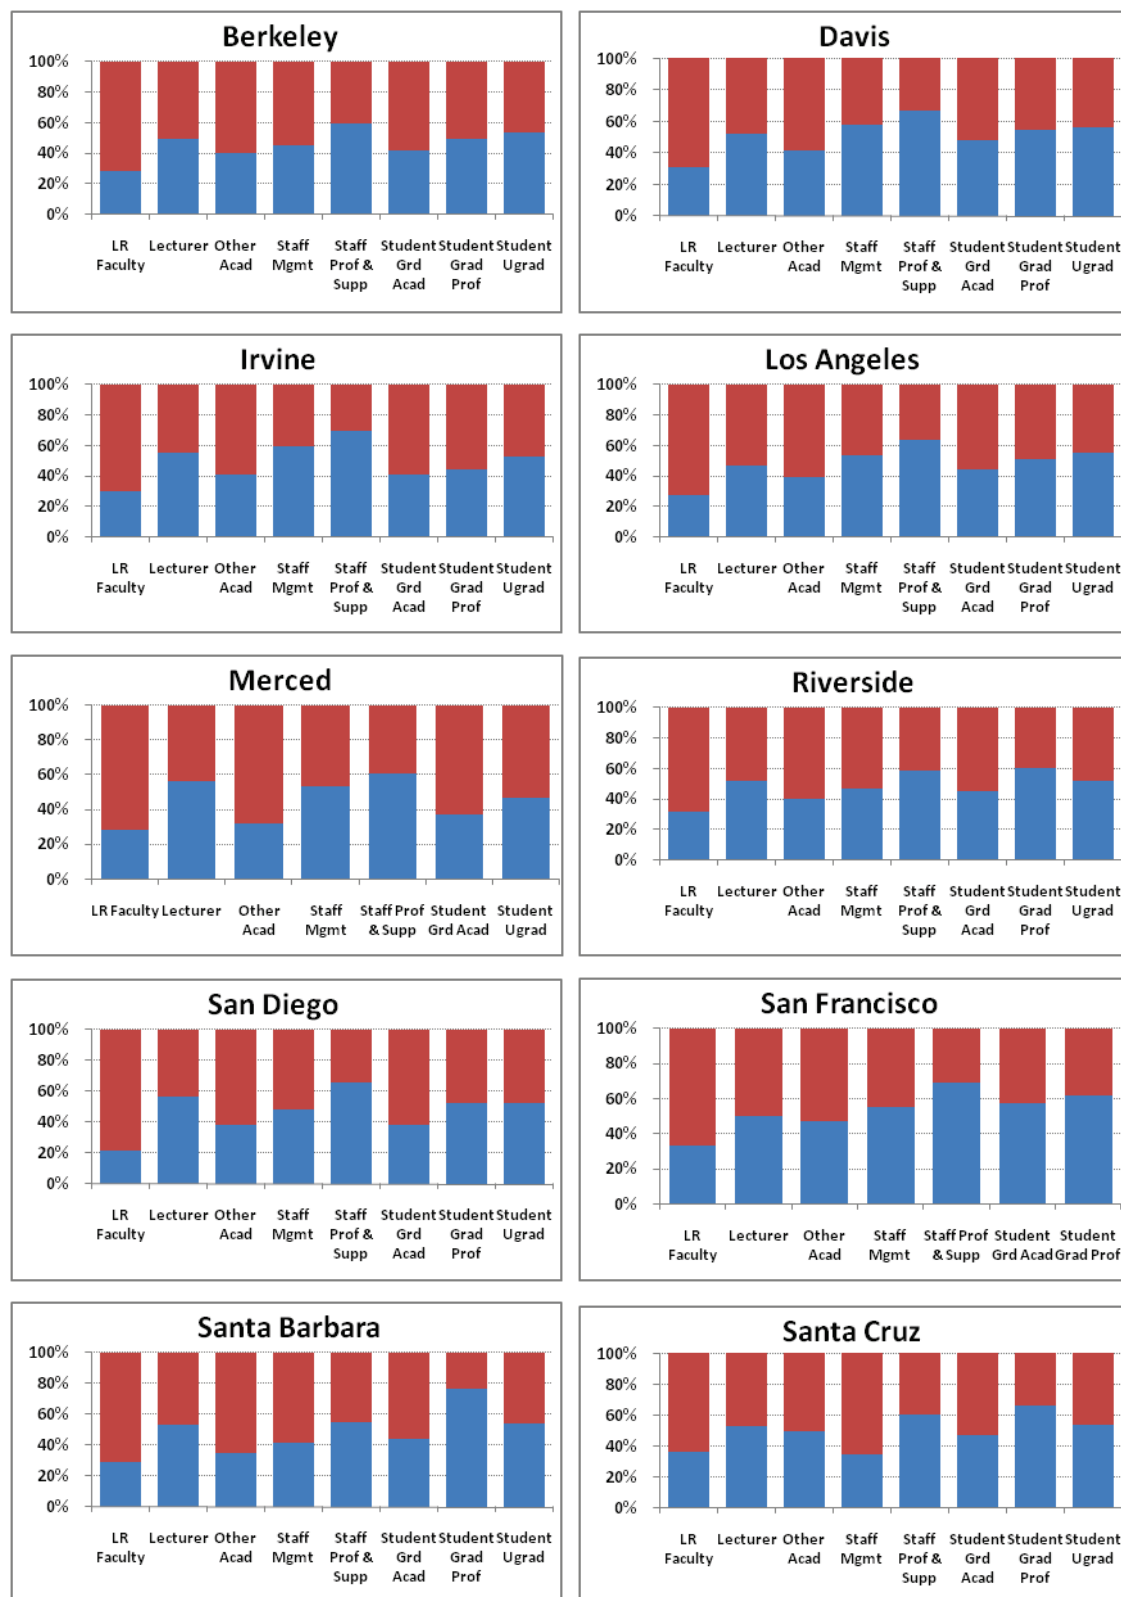 Berkeley
100%
80%
60%
40%
20%
0%
LR Faculty
Lecturer
Other Acad
Staff Mgmt
Staff Prof & Supp
Student Grd Acad
Student Grad Prof
Student Ugrad
Davis
100%
80%
60%
40%
20%
0%
LR Faculty
Lecturer
Other Acad
Staff Mgmt
Staff Prof & Supp
Student Grd Acad
Student Grad Prof
Student Ugrad
Irvine
100%
80%
60%
40%
20%
0%
LR Faculty
Lecturer
Other Acad
Staff Mgmt
Staff Prof & Supp
Student Grd Acad
Student Grad Prof
Student Ugrad
Los Angeles
100%
80%
60%
40%
20%
0%
LR Faculty
Lecturer
Other Acad
Staff Mgmt
Staff Prof & Supp
Student Grd Acad
Student Grad Prof
Student Ugrad
Merced
100%
80%
60%
40%
20%
0%
LR Faculty
Lecturer
Other Acad
Staff Mgmt
Staff Prof & Supp
Student Grd Acad
Student Ugrad
Riverside
100%
80%
60%
40%
20%
0%
LR Faculty
Lecturer
Other Acad
Staff Mgmt
Staff Prof & Supp
Student Grd Acad
Student Grad Prof
Student Ugrad
San Diego
100%
80%
60%
40%
20%
0%
LR Faculty
Lecturer
Other Acad
Staff Mgmt
Staff Prof & Supp
Student Grd Acad
Student Grad Prof
Student Ugrad
San Francisco
100%
80%
60%
40%
20%
0%
LR Faculty
Lecturer
Other Acad
Staff Mgmt
Staff Prof & Supp
Student Grd Acad
Student Grad Prof
Santa Barbara
100%
80%
60%
40%
20%
0%
LR Faculty
Lecturer
Other Acad
Staff Mgmt
Staff Prof & Supp
Student Grd Acad
Student Grad Prof
Student Ugrad
Santa Cruz
100%
80%
60%
40%
20%
0%
LR Faculty
Lecturer
Other Acad
Staff Mgmt
Staff Prof & Supp
Student Grd Acad
Student Grad Prof
Student Ugrad